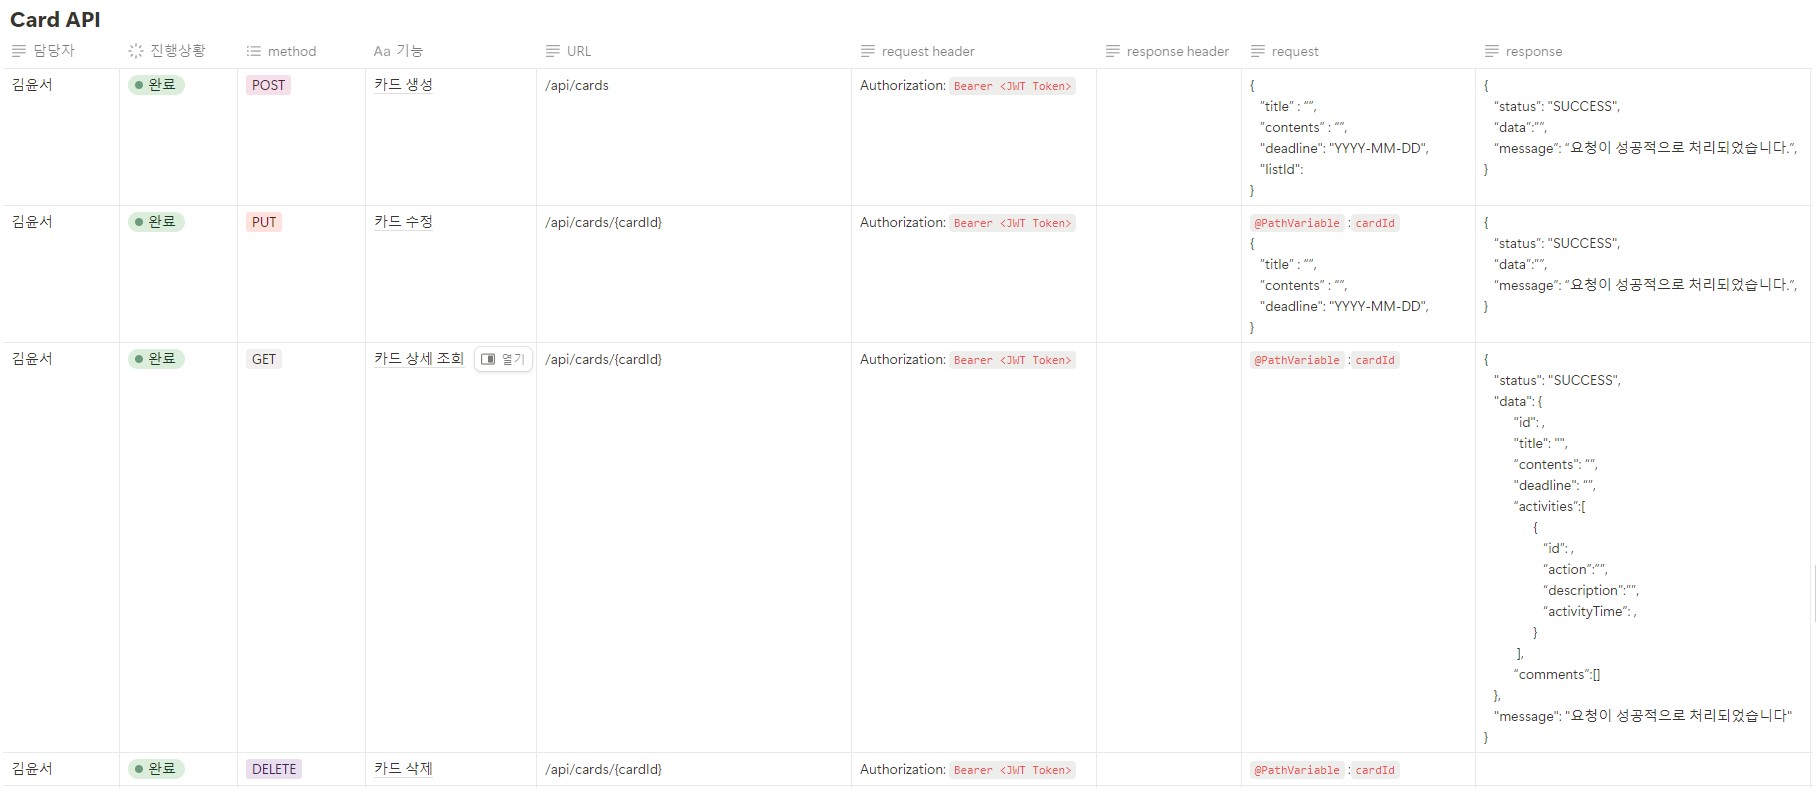 Card API
담당자 진행상황 method Aa 기능 URL request header response header request response
김윤서 완료 POST 카드 생성 /api/cards Authorization: Bearer <JWT Token>
{
"title" : “”,
"contents" : “”,
"deadline": "YYYY-MM-DD",
"listId":
}
{
“status”: "SUCCESS",
“data”:””,
“message”: “요청이 성공적으로 처리되었습니다.”,
}
김윤서 완료 PUT 카드 수정 /api/cards/{cardId} Authorization: Bearer <JWT Token>
@PathVariable : cardId
{
"title" : “”,
"contents" : “”,
"deadline": "YYYY-MM-DD",
}
{
“status”: "SUCCESS",
“data”:””,
“message”: “요청이 성공적으로 처리되었습니다.”,
}
김윤서 완료 GET 카드 상세 조회 열기 /api/cards/{cardId} Authorization: Bearer <JWT Token>
@PathVariable : cardId
{
"status": "SUCCESS",
"data": {
"id": ,
"title": "",
"contents": “”,
"deadline": “”,
“activities”:[
{
“id”: ,
“action”:””,
“description”:””,
“activityTime”: ,
}
],
“comments”:[]
},
"message": "요청이 성공적으로 처리되었습니다"
}
김윤서 완료 DELETE 카드 삭제 /api/cards/{cardId} Authorization: Bearer <JWT Token> @PathVariable : cardId